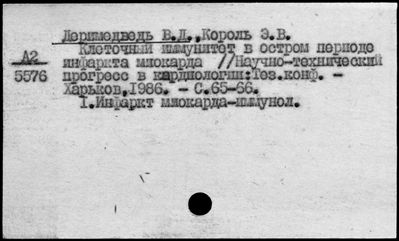 Деримедведь В.Д.,Король Э.В.
Клеточный иммунитет в остром периоде
А2
инфаркта миокарда //Научно-технический
5576
прогресс в кардиологии:Тез.конф. -
Харьков,1986. - С.65-66.
1.Инфаркт миокарда-иммунол.